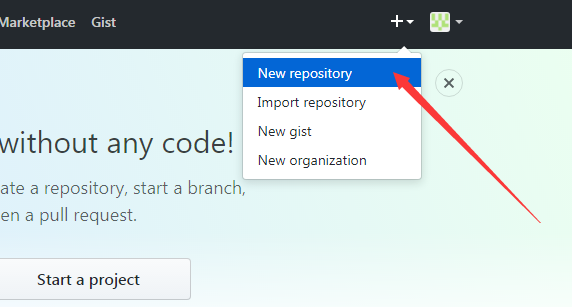 Marketplace Gist
New repository
Import repository
New gist
New organization
without any code!
ate a repository, start a branch,
en a pull request.
Start a project